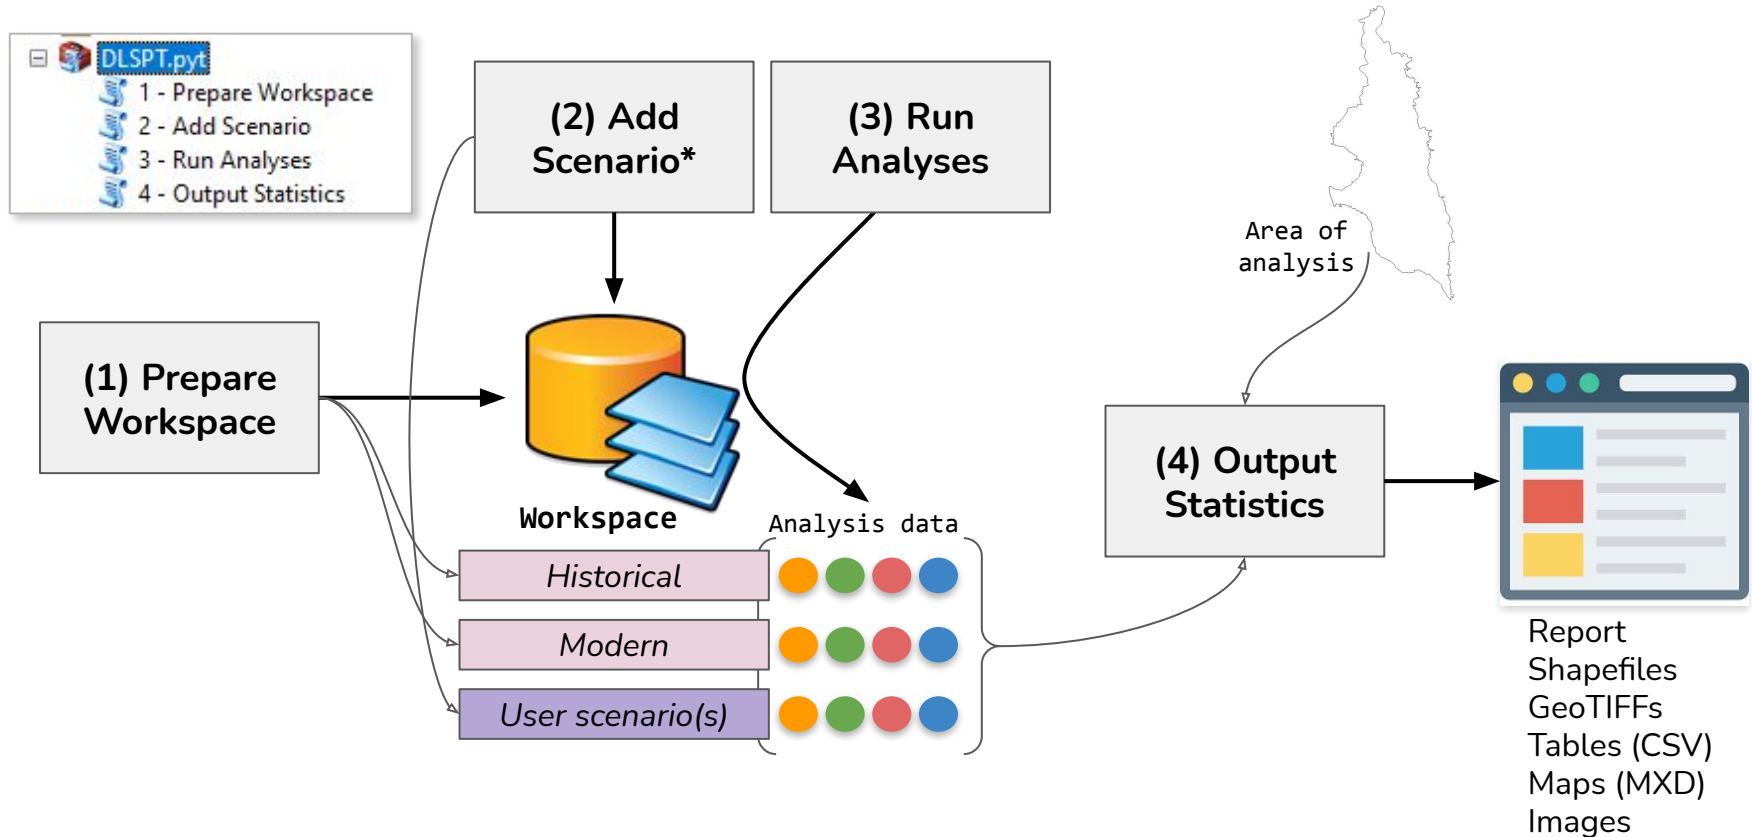 DLSPT.pyt
1 - Prepare Workspace
2 - Add Scenario
3 - Run Analyses
4 - Output Statistics
(2) Add
Scenario*
(3) Run
Analyses
Area of
analysis
(1) Prepare
Workspace
Workspace
Analysis data
Historical
Modern
User scenario(s)
(4) Output
Statistics
Report
Shapefiles
GeoTIFFs
Tables (CSV)
Maps (MXD)
Images